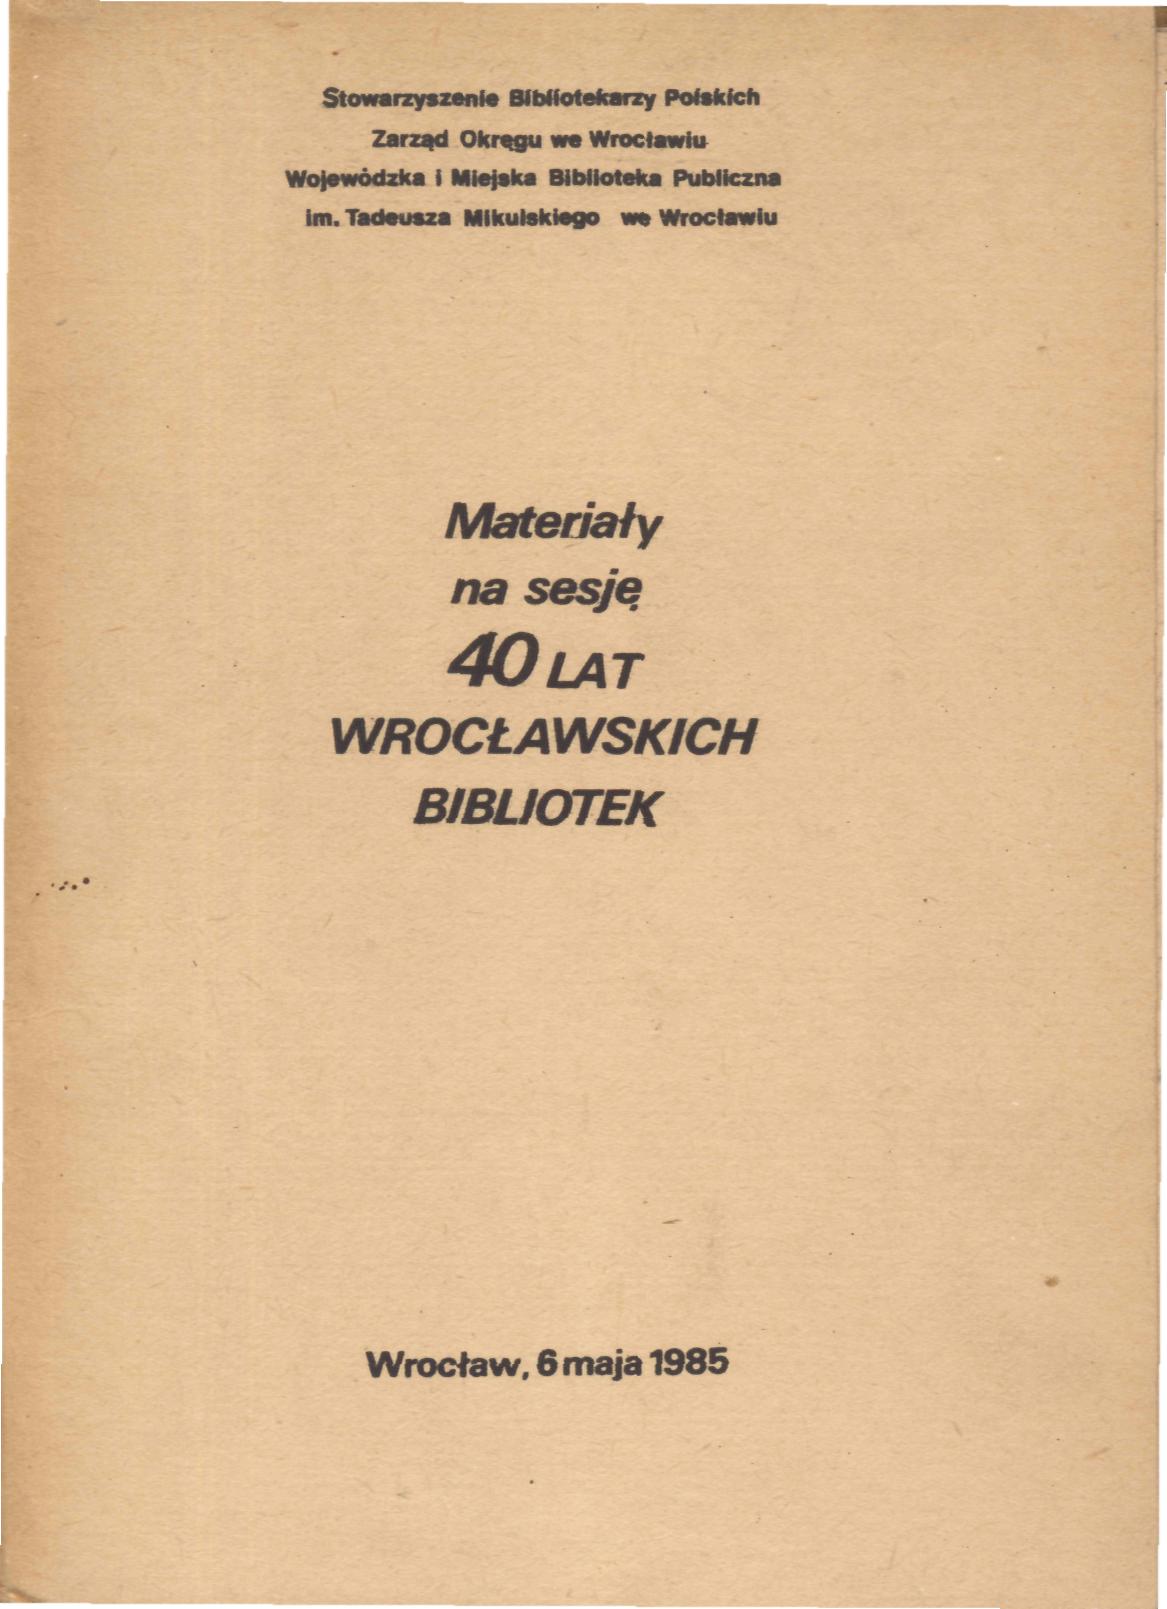 Stowarzyszenie Bibliotekarzy Polskich
Zarząd Okręgu we Wrocławiu
Wojewódzka i Miejska Biblioteka Publiczna
im. Tadeusza Mikulskiego we Wrocławiu
Materiały
na sesję
40 LAT
WROCŁAWSKICH
BIBLIOTEK
Wrocław, 6 maja 1985